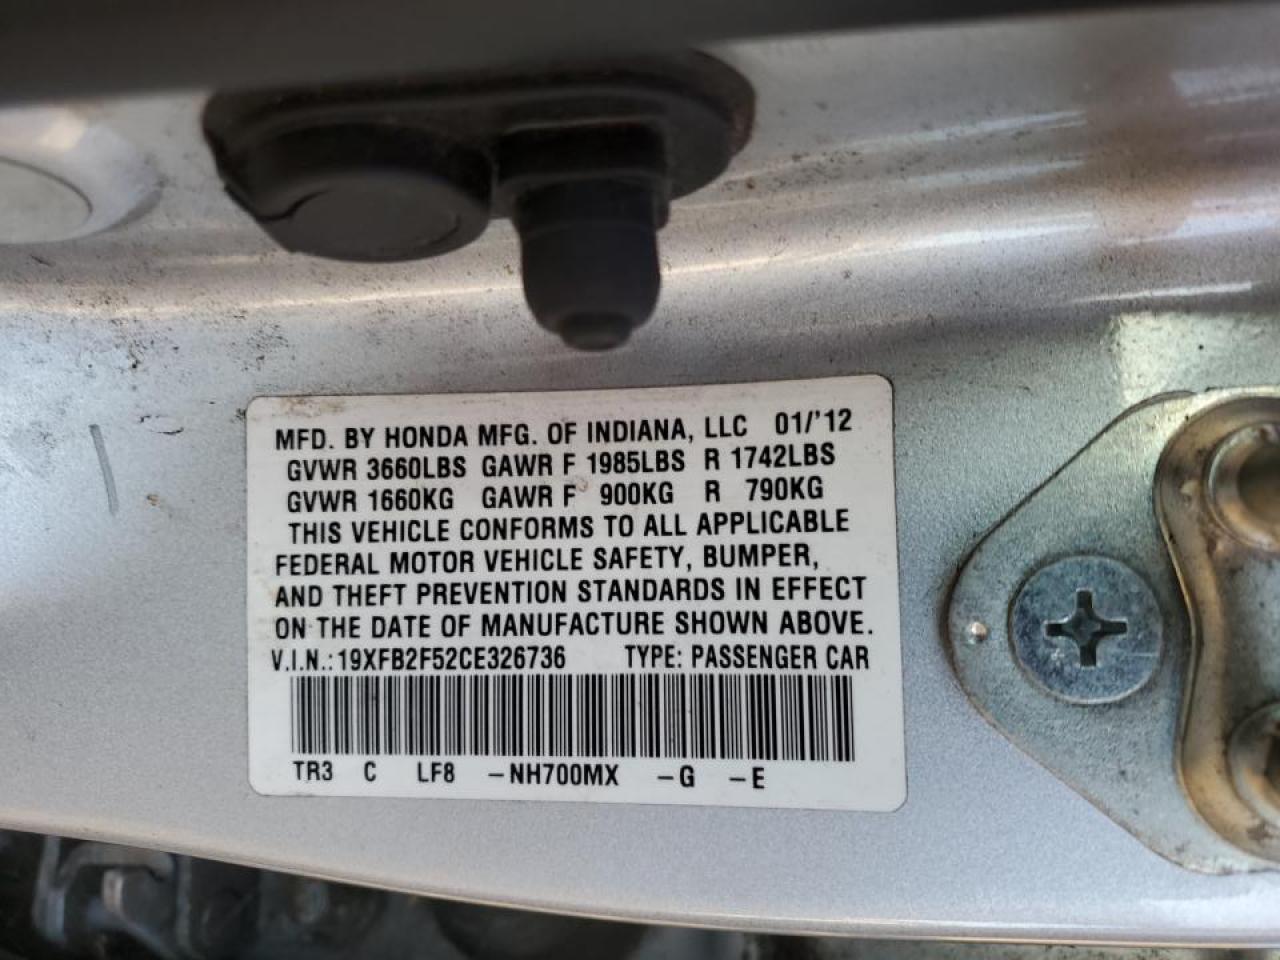 MFD. BY HONDA MFG. OF INDIANA, LLC 01/'12
GVWR 3660LBS GAWR F 1985LBS R 1742LBS
GVWR 1660KG GAWR F 900KG R 790KG
THIS VEHICLE CONFORMS TO ALL APPLICABLE
FEDERAL MOTOR VEHICLE SAFETY, BUMPER,
AND THEFT PREVENTION STANDARDS IN EFFECT
ON THE DATE OF MANUFACTURE SHOWN ABOVE.
V.I.N.:19XFB2F52CE326736 TYPE: PASSENGER CAR
TR3 C LF8 -NH700MX -G -E